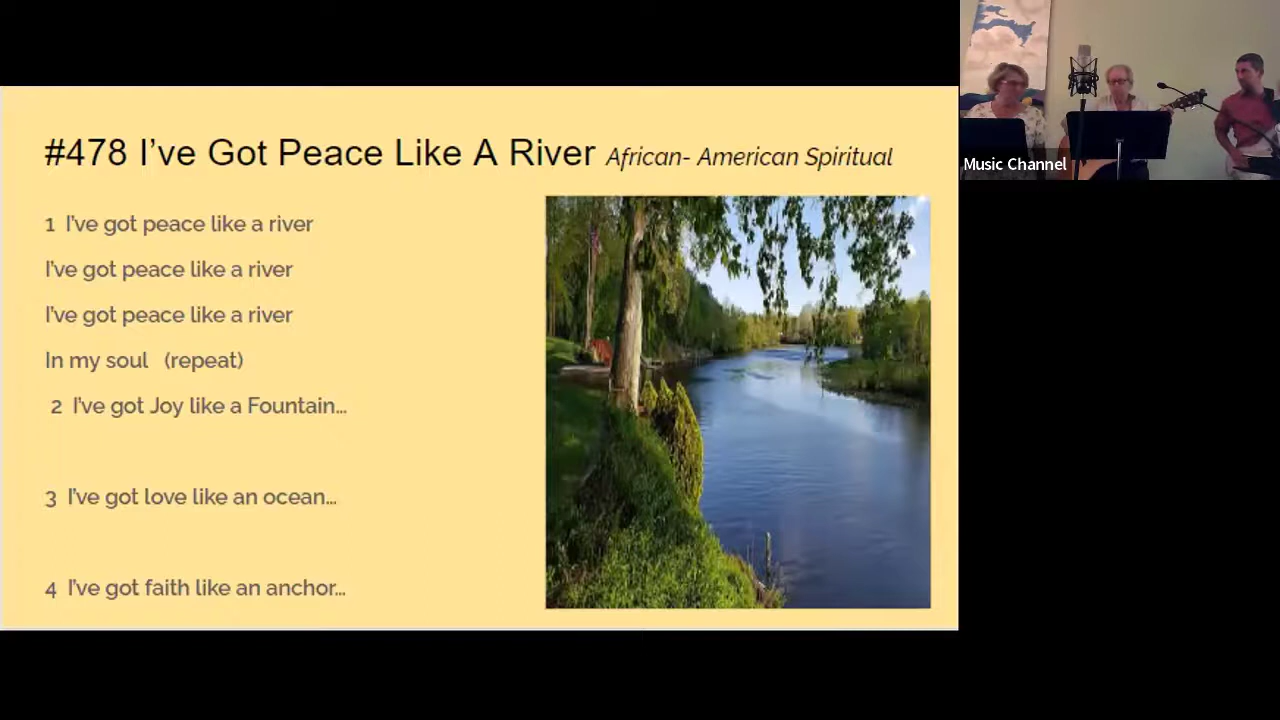 #478 I've Got Peace Like A River African- American Spiritual
1 I've got peace like a river
I've got peace like a river
I've got peace like a river
In my soul (repeat)
2 I've got Joy like a Fountain...
3 I've got love like an ocean...
4 I've got faith like an anchor...
Music Channel